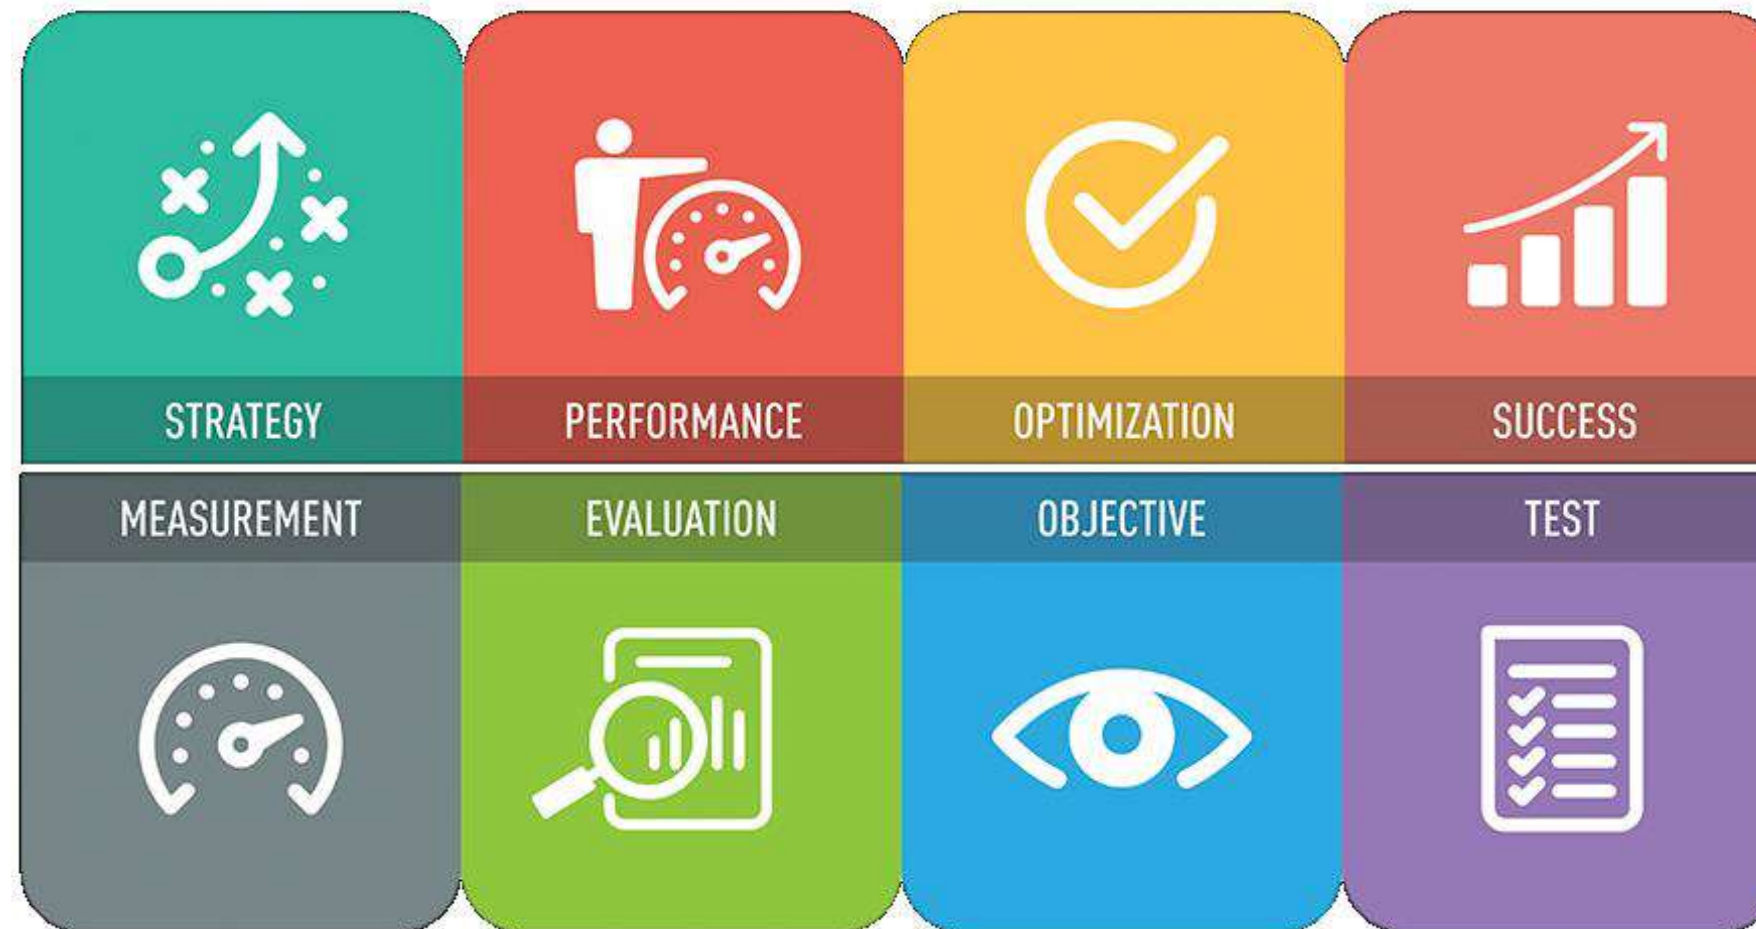 STRATEGY
PERFORMANCE
OPTIMIZATION
SUCCESS
MEASUREMENT
EVALUATION
OBJECTIVE
TEST